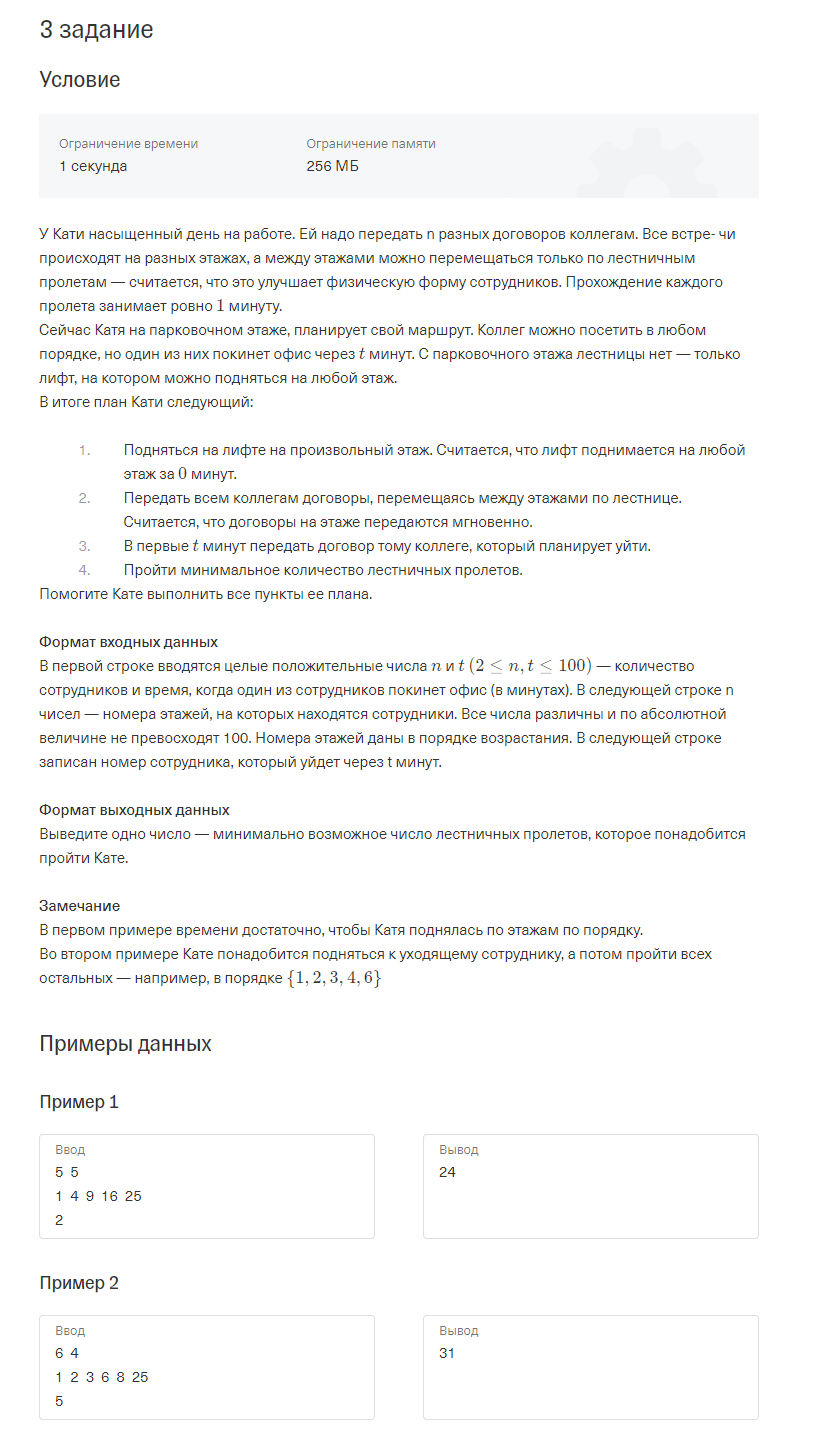 3 задание
Условие
Ограничение времени
Ограничение памяти
1 секунда
256 МБ
У Кати насыщенный день на работе. Ей надо передать n разных договоров коллегам. Все встре- чи
происходят на разных этажах, а между этажами можно перемещаться только по лестничным
пролетам — считается, что это улучшает физическую форму сотрудников. Прохождение каждого
пролета занимает ровно 1 минуту.
Сейчас Катя на парковочном этаже, планирует свой маршрут. Коллег можно посетить в любом
порядке, но один из них покинет офис через t минут. С парковочного этажа лестницы нет — только
лифт, на котором можно подняться на любой этаж.
В итоге план Кати следующий:
1. Подняться на лифте на произвольный этаж. Считается, что лифт поднимается на любой
этаж за 0 минут.
2. Передать всем коллегам договоры, перемещаясь между этажами по лестнице.
Считается, что договоры на этаже передаются мгновенно.
3. В первые t минут передать договор тому коллеге, который планирует уйти.
4. Пройти минимальное количество лестничных пролетов.
Помогите Кате выполнить все пункты ее плана.
Формат входных данных
В первой строке вводятся целые положительные числа n и t (2 ≤ n, t ≤ 100) — количество
сотрудников и время, когда один из сотрудников покинет офис (в минутах). В следующей строке n
чисел — номера этажей, на которых находятся сотрудники. Все числа различны и по абсолютной
величине не превосходят 100. Номера этажей даны в порядке возрастания. В следующей строке
записан номер сотрудника, который уйдет через t минут.
Формат выходных данных
Выведите одно число — минимально возможное число лестничных пролетов, которое понадобится
пройти Кате.
Замечание
В первом примере времени достаточно, чтобы Катя поднялась по этажам по порядку.
Во втором примере Кате понадобится подняться к уходящему сотруднику, а потом пройти всех
остальных — например, в порядке {1, 2, 3, 4, 6}
Примеры данных
Пример 1
Ввод
Вывод
5 5
24
1 4 9 16 25
2
Пример 2
Ввод
Вывод
6 4
31
1 2 3 6 8 25
5